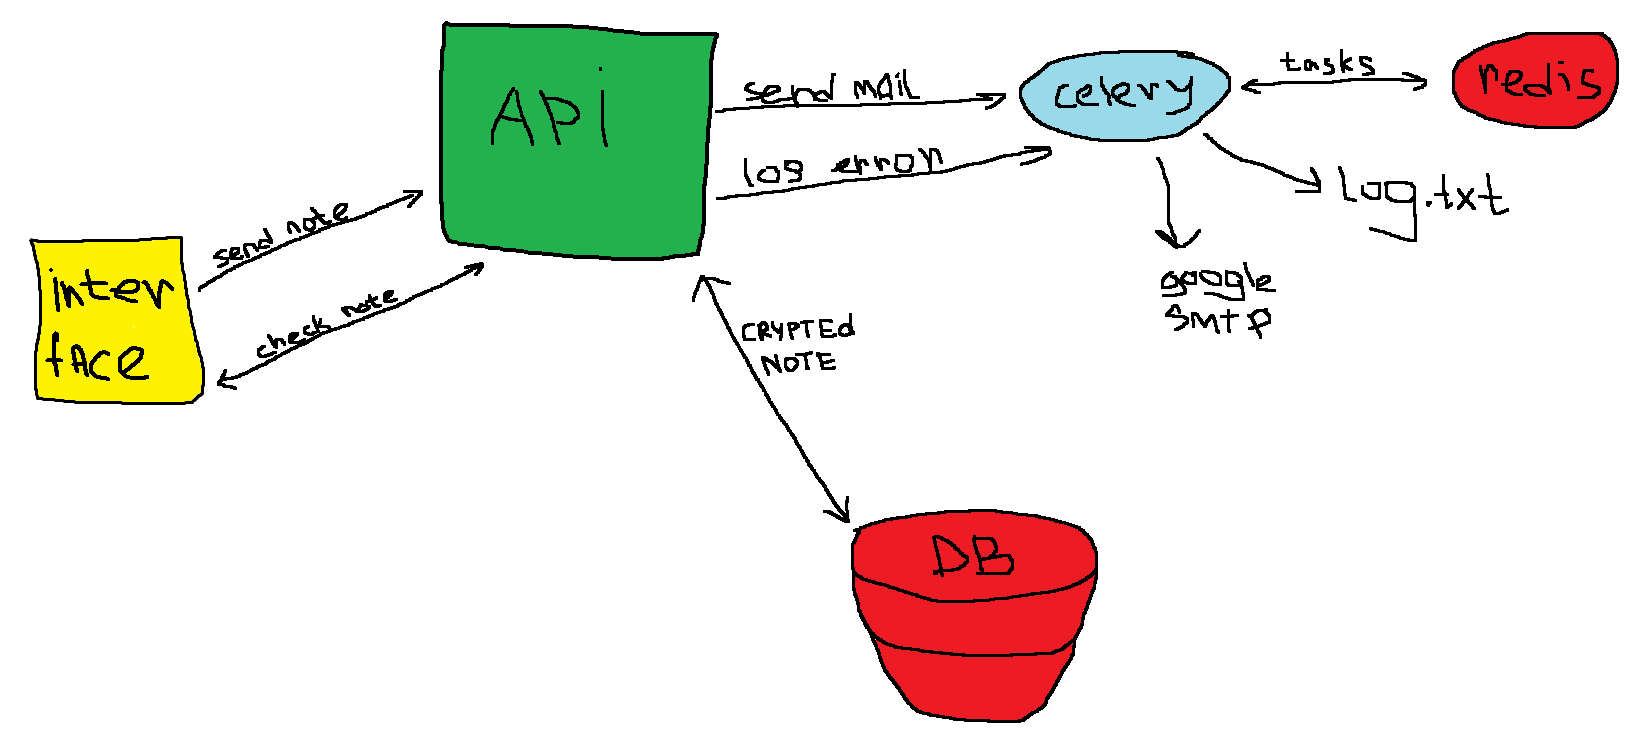 API
send MAIL
celery
tasks
redis
log error
Log.txt
send note
inter
face
check note
google
smtp
CRYPTEd
NOTE
DB